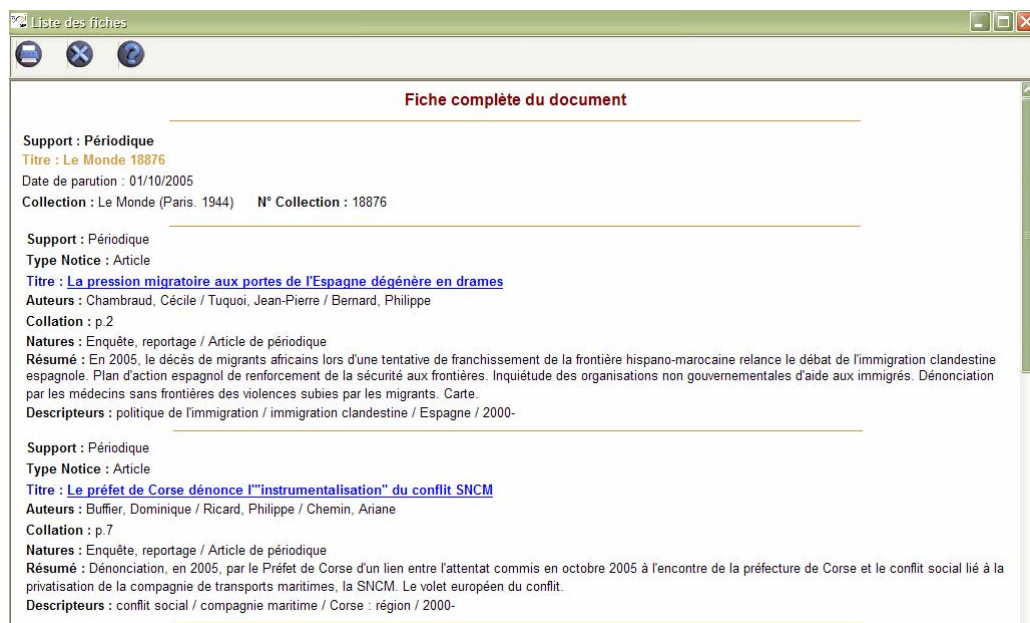 Liste des fiches
Fiche complète du document
Support : Périodique
Titre : Le Monde 18876
Date de parution : 01/10/2005
Collection : Le Monde (Paris. 1944) N° Collection : 18876
Support : Périodique
Type Notice : Article
Titre : La pression migratoire aux portes de l'Espagne dégénère en drames
Auteurs : Chambraud, Cécile / Tuquoi, Jean-Pierre / Bernard, Philippe
Collation : p.2
Natures : Enquête, reportage / Article de périodique
Résumé : En 2005, le décès de migrants africains lors d'une tentative de franchissement de la frontière hispano-marocaine relance le débat de l'immigration clandestine
espagnole. Plan d'action espagnol de renforcement de la sécurité aux frontières. Inquiétude des organisations non gouvernementales d'aide aux immigrés. Dénonciation
par les médecins sans frontières des violences subies par les migrants. Carte.
Descripteurs : politique de l'immigration / immigration clandestine / Espagne / 2000-
Support : Périodique
Type Notice : Article
Titre : Le préfet de Corse dénonce l'"instrumentalisation" du conflit SNCM
Auteurs : Buffier, Dominique / Ricard, Philippe / Chemin, Ariane
Collation : p.7
Natures : Enquête, reportage / Article de périodique
Résumé : Dénonciation, en 2005, par le Préfet de Corse d'un lien entre l'attentat commis en octobre 2005 à l'encontre de la préfecture de Corse et le conflit social lié à la
privatisation de la compagnie de transports maritimes, la SNCM. Le volet européen du conflit.
Descripteurs : conflit social / compagnie maritime / Corse : région / 2000-